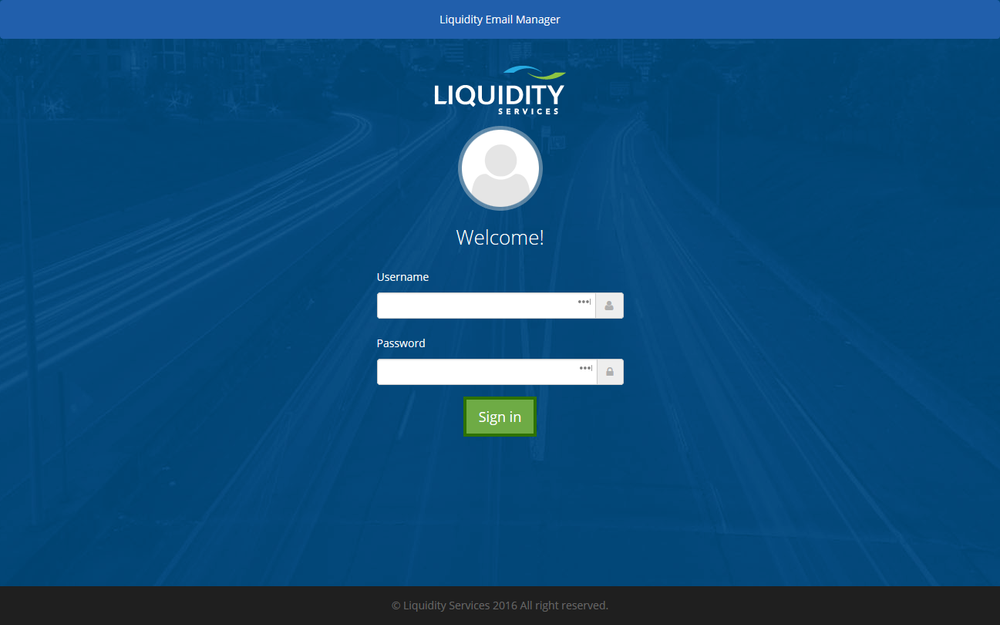 Liquidity Email Manager
LIQUIDITY
SERVICES
Welcome!
Username
Password
Sign in
© Liquidity Services 2016 All right reserved.